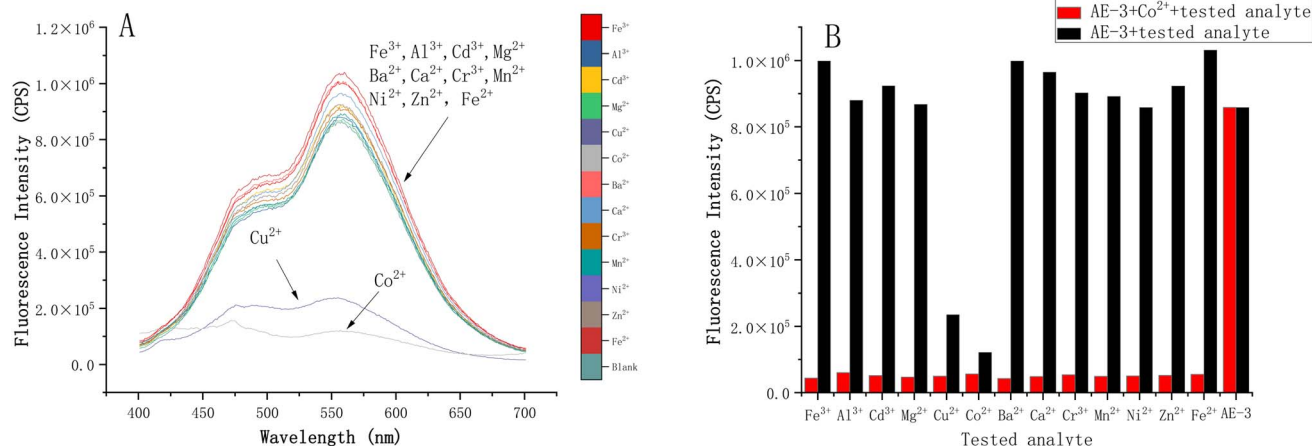 A
Fluorescence Intensity (CPS)
1.2×10⁶
1.0×10⁶
8.0×10⁵
6.0×10⁵
4.0×10⁵
2.0×10⁵
0.0
400
450
500
550
600
650
700
Wavelength (nm)
Fe³⁺, Al³⁺, Cd³⁺, Mg²⁺
Ba²⁺, Ca²⁺, Cr³⁺, Mn²⁺
Ni²⁺, Zn²⁺, Fe²⁺
Cu²⁺
Co²⁺
Fe³⁺
Al³⁺
Cd³⁺
Mg²⁺
Cu²⁺
Co²⁺
Ba²⁺
Ca²⁺
Cr³⁺
Mn²⁺
Ni²⁺
Zn²⁺
Fe²⁺
Blank
B
AE-3+Co²⁺+tested analyte
AE-3+tested analyte
Fluorescence Intensity (CPS)
1.0×10⁶
8.0×10⁵
6.0×10⁵
4.0×10⁵
2.0×10⁵
0.0
Fe³⁺ Al³⁺ Cd³⁺ Mg²⁺ Cu²⁺ Co²⁺ Ba²⁺ Ca²⁺ Cr³⁺ Mn²⁺ Ni²⁺ Zn²⁺ Fe²⁺ AE-3
Tested analyte